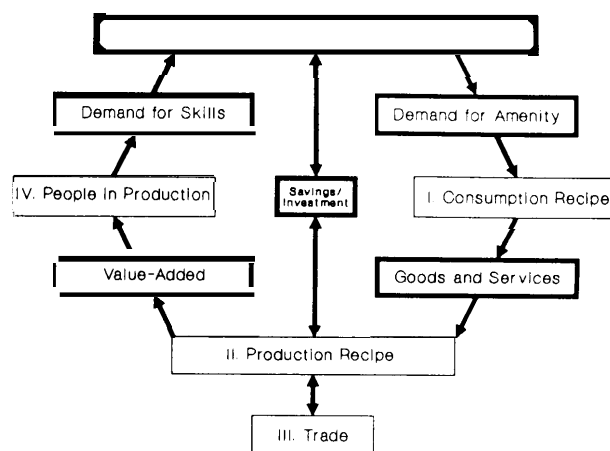 Demand for Skills
Demand for Amenity
IV. People in Production
Savings/
Investment
I. Consumption Recipe
Value-Added
Goods and Services
II. Production Recipe
III. Trade